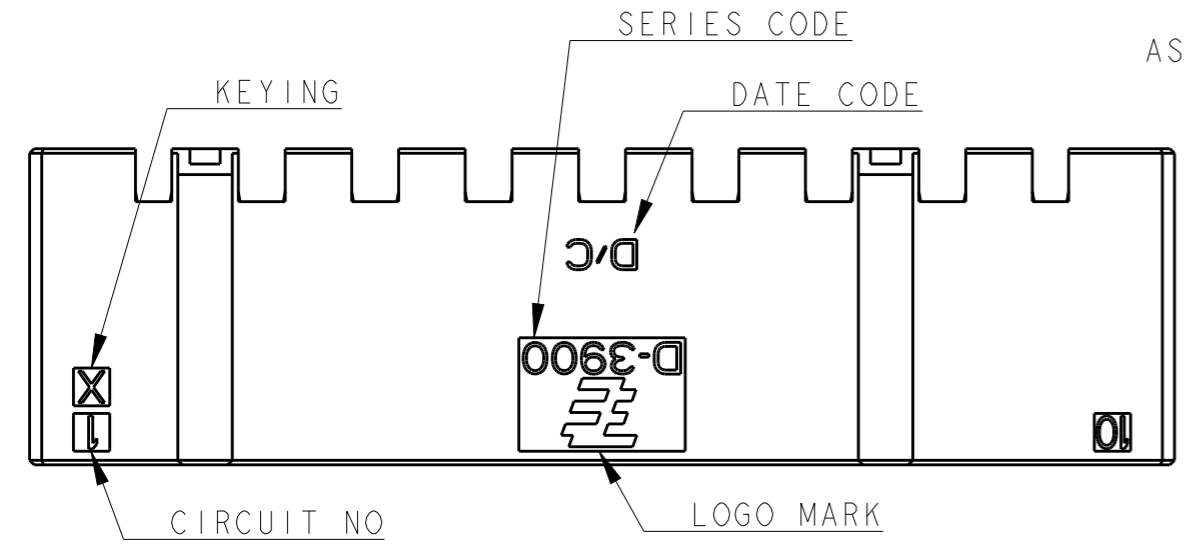 SERIES CODE
AS
KEYING
DATE CODE
D/C
D-3900
X
1
10
CIRCUIT NO
LOGO MARK